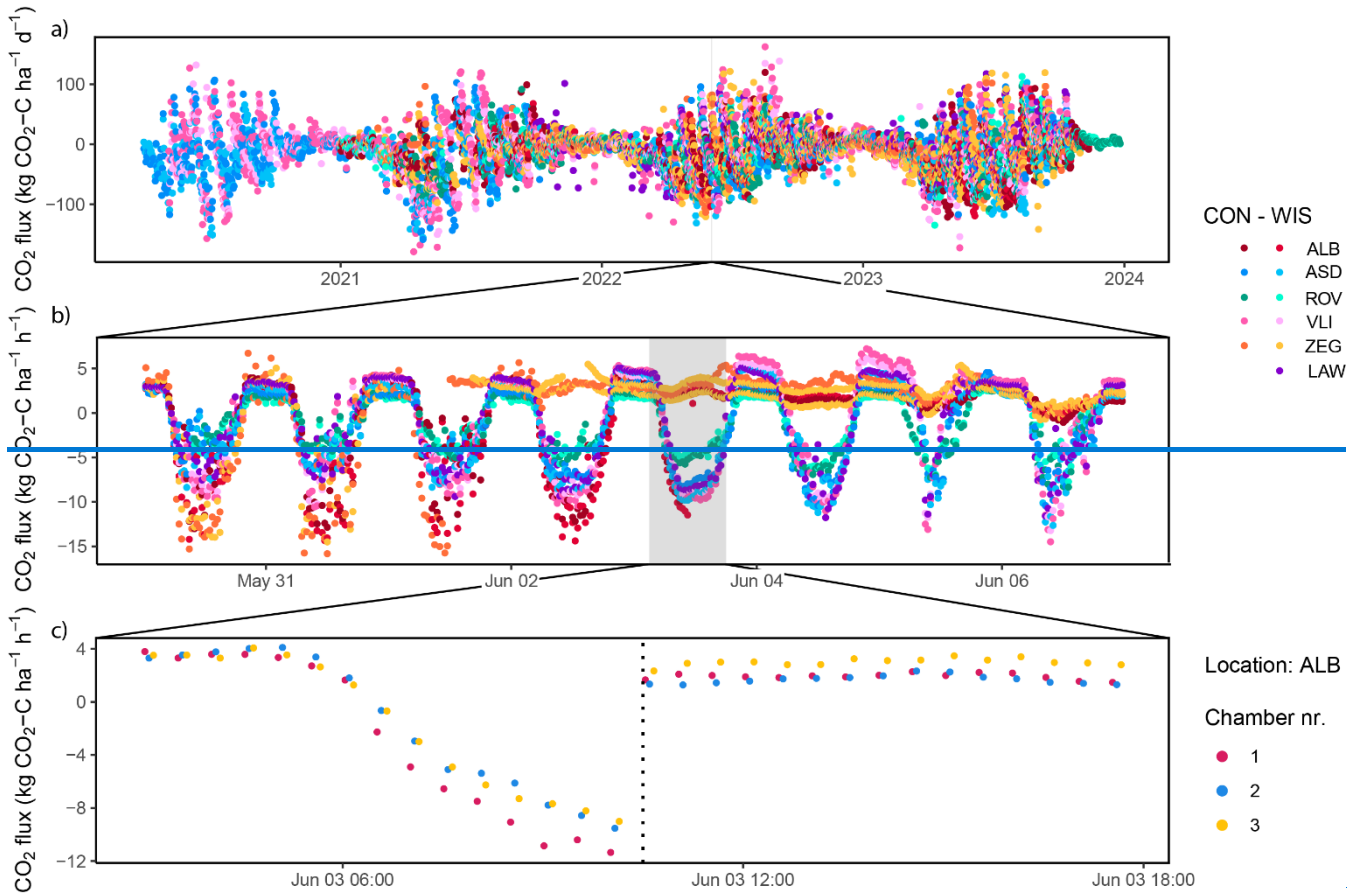 a)
CO₂ flux (kg CO₂−C ha⁻¹ d⁻¹)
100
0
−100
2021
2022
2023
2024
CON - WIS
ALB
ASD
ROV
VLI
ZEG
LAW
b)
CO₂ flux (kg CO₂−C ha⁻¹ h⁻¹)
5
0
−5
−10
−15
May 31
Jun 02
Jun 04
Jun 06
c)
CO₂ flux (kg CO₂−C ha⁻¹ h⁻¹)
4
0
−4
−8
−12
Jun 03 06:00
Jun 03 12:00
Jun 03 18:00
Location: ALB
Chamber nr.
1
2
3